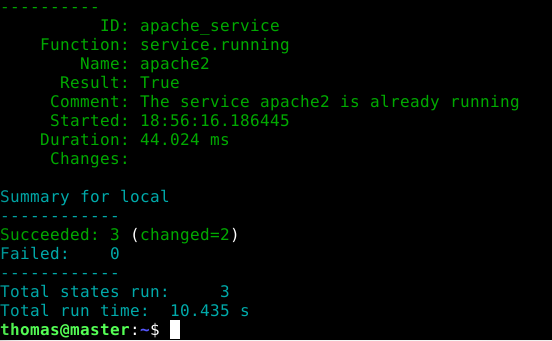 ----------
          ID: apache_service
    Function: service.running
        Name: apache2
      Result: True
     Comment: The service apache2 is already running
     Started: 18:56:16.186445
    Duration: 44.024 ms
     Changes:

Summary for local
------------
Succeeded: 3 (changed=2)
Failed:    0
------------
Total states run:     3
Total run time:  10.435 s
thomas@master:~$